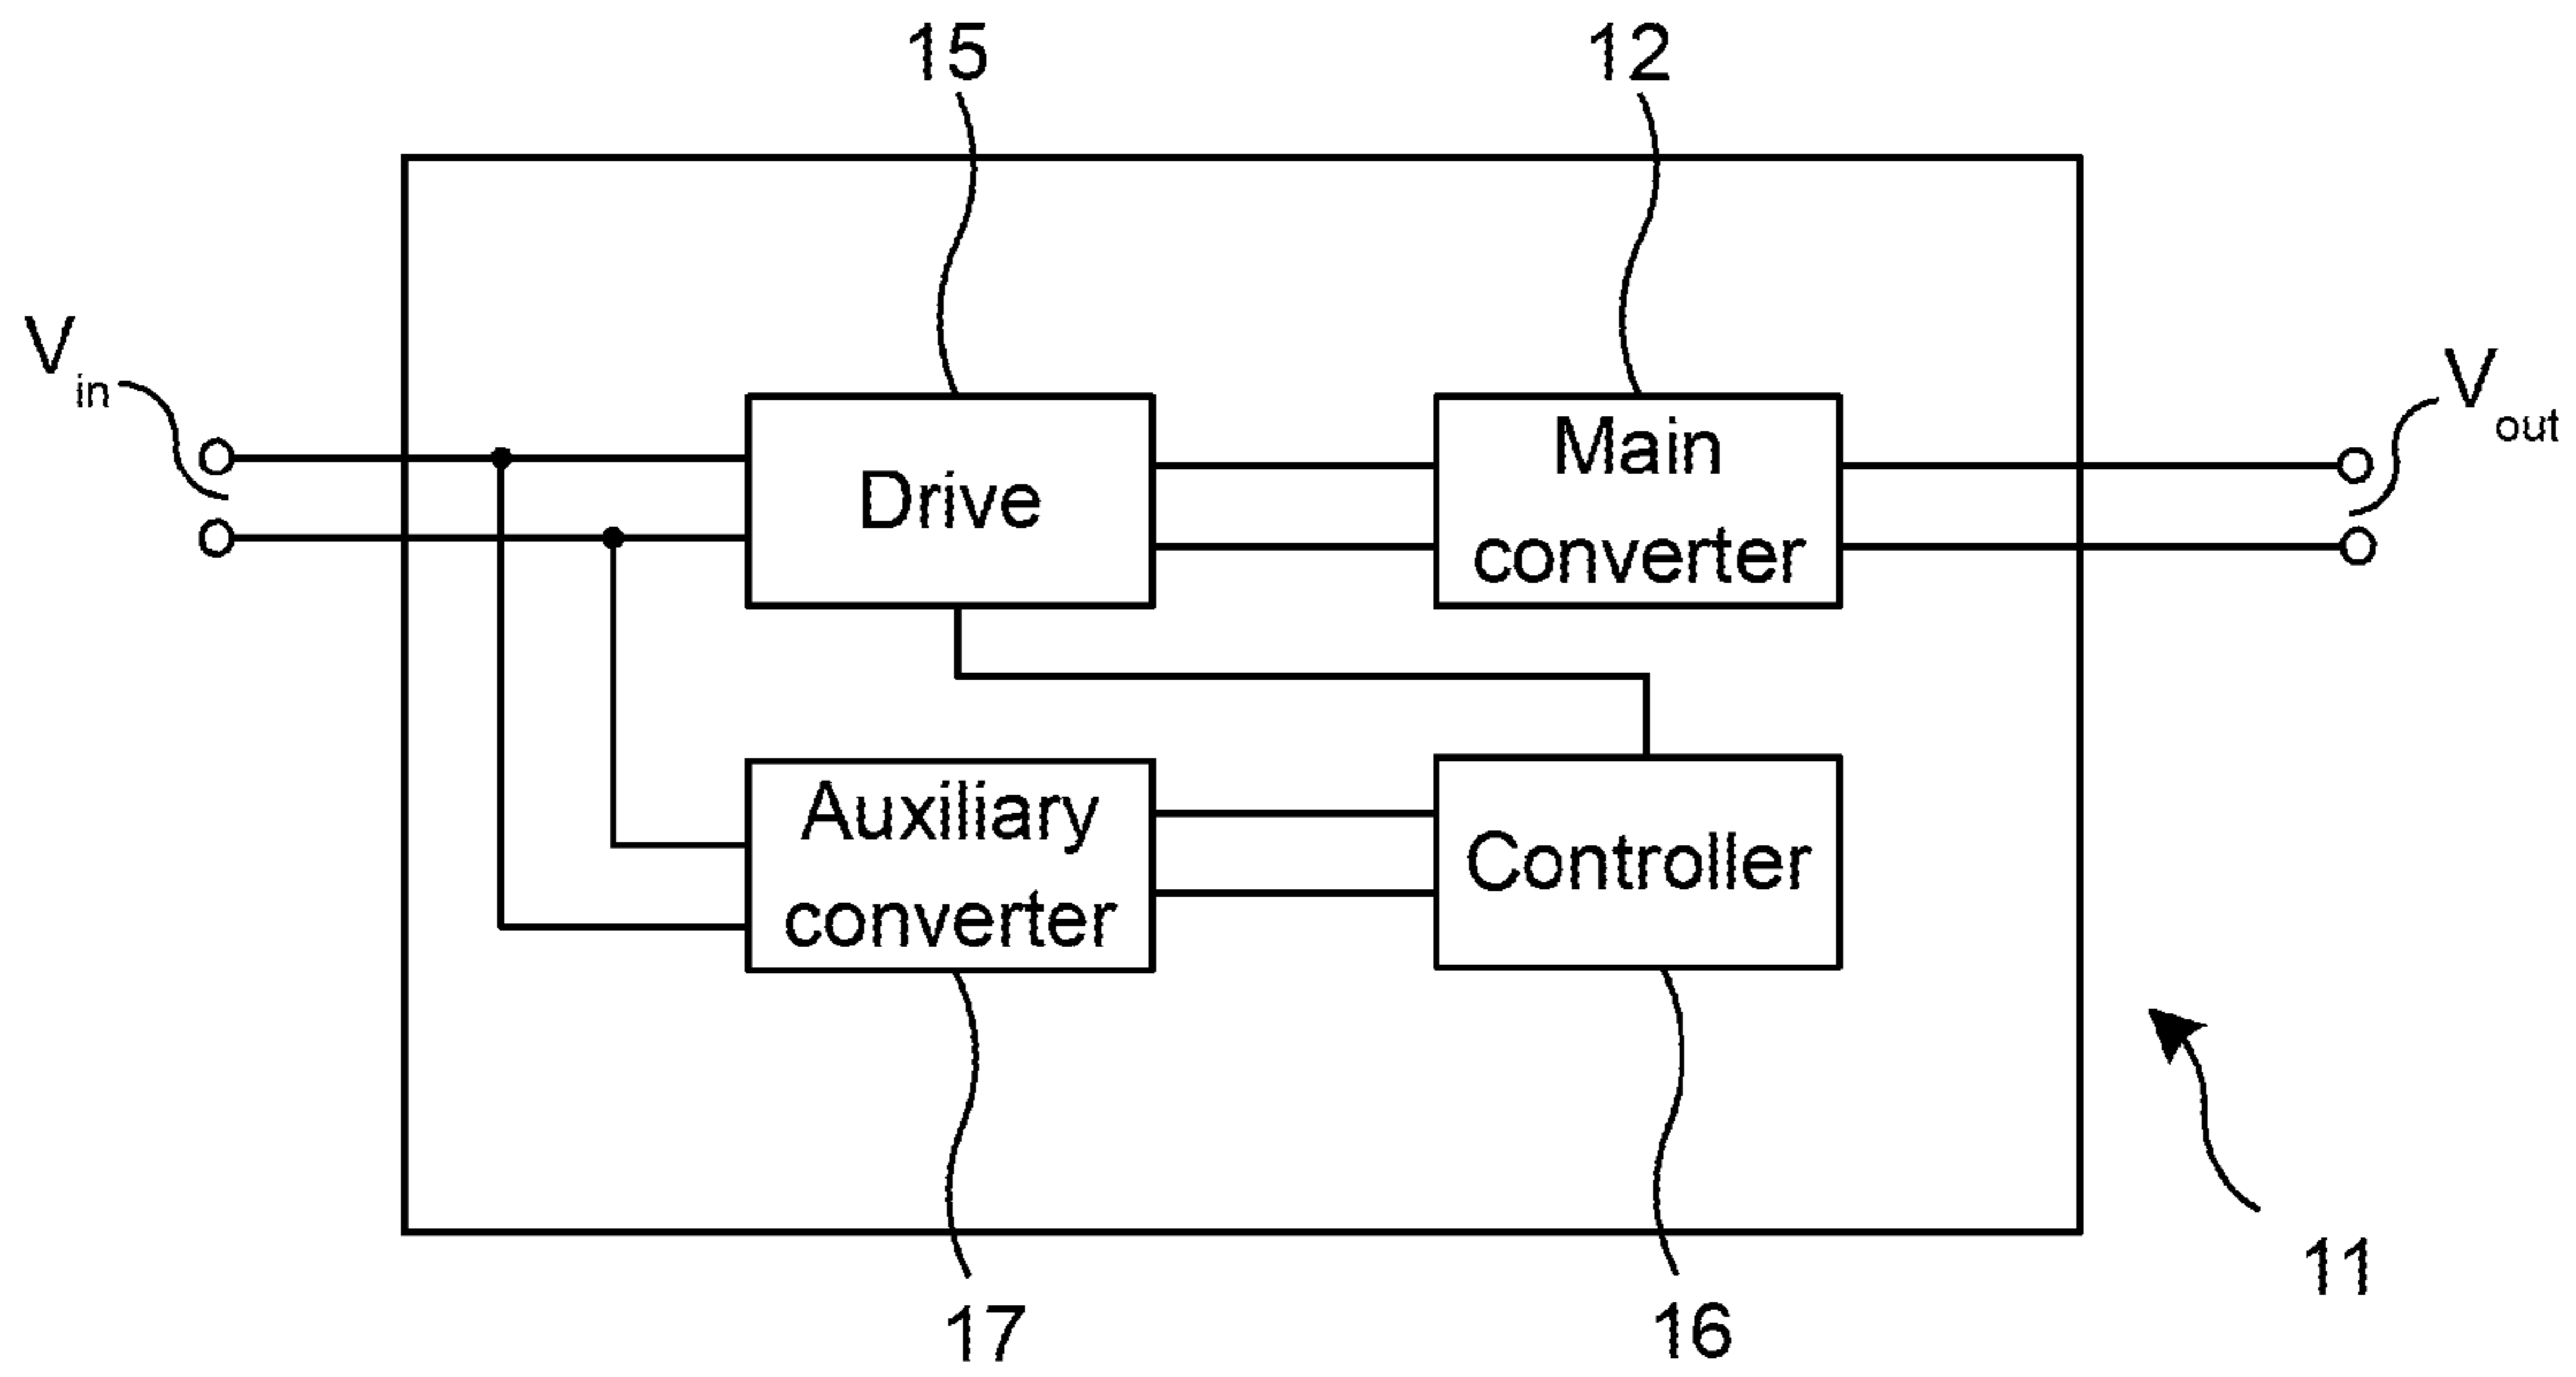 15
12
V in
V out
Drive
Main
converter
Auxiliary
converter
Controller
17
16
11